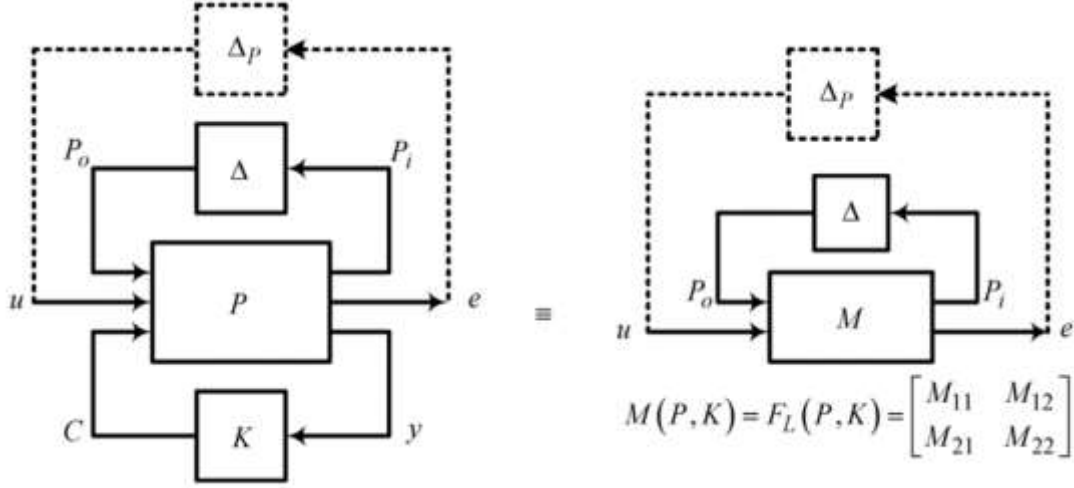 Δ_P
P_o
Δ
P_i
u
P
e
C
K
y
≡
Δ_P
Δ
P_o
P_i
u
M
e
M(P,K)=F_L(P,K)=[M_11 M_12
M_21 M_22]